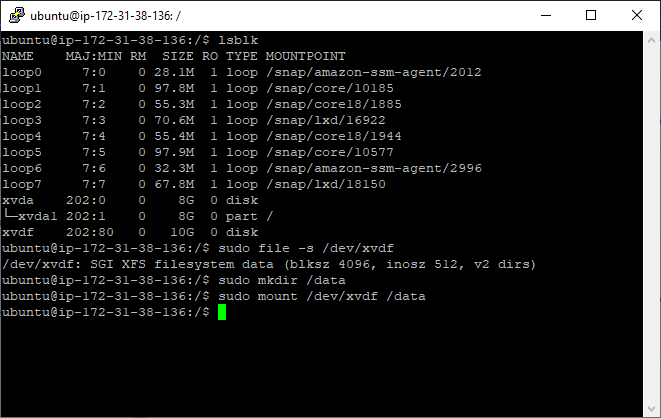 ubuntu@ip-172-31-38-136: /
ubuntu@ip-172-31-38-136:/$ lsblk
NAME    MAJ:MIN RM  SIZE RO TYPE MOUNTPOINT
loop0     7:0    0 28.1M  1 loop /snap/amazon-ssm-agent/2012
loop1     7:1    0 97.8M  1 loop /snap/core/10185
loop2     7:2    0 55.3M  1 loop /snap/core18/1885
loop3     7:3    0 70.6M  1 loop /snap/lxd/16922
loop4     7:4    0 55.4M  1 loop /snap/core18/1944
loop5     7:5    0 97.9M  1 loop /snap/core/10577
loop6     7:6    0 32.3M  1 loop /snap/amazon-ssm-agent/2996
loop7     7:7    0 67.8M  1 loop /snap/lxd/18150
xvda    202:0    0    8G  0 disk
└─xvda1 202:1    0    8G  0 part /
xvdf    202:80   0   10G  0 disk
ubuntu@ip-172-31-38-136:/$ sudo file -s /dev/xvdf
/dev/xvdf: SGI XFS filesystem data (blksz 4096, inosz 512, v2 dirs)
ubuntu@ip-172-31-38-136:/$ sudo mkdir /data
ubuntu@ip-172-31-38-136:/$ sudo mount /dev/xvdf /data
ubuntu@ip-172-31-38-136:/$